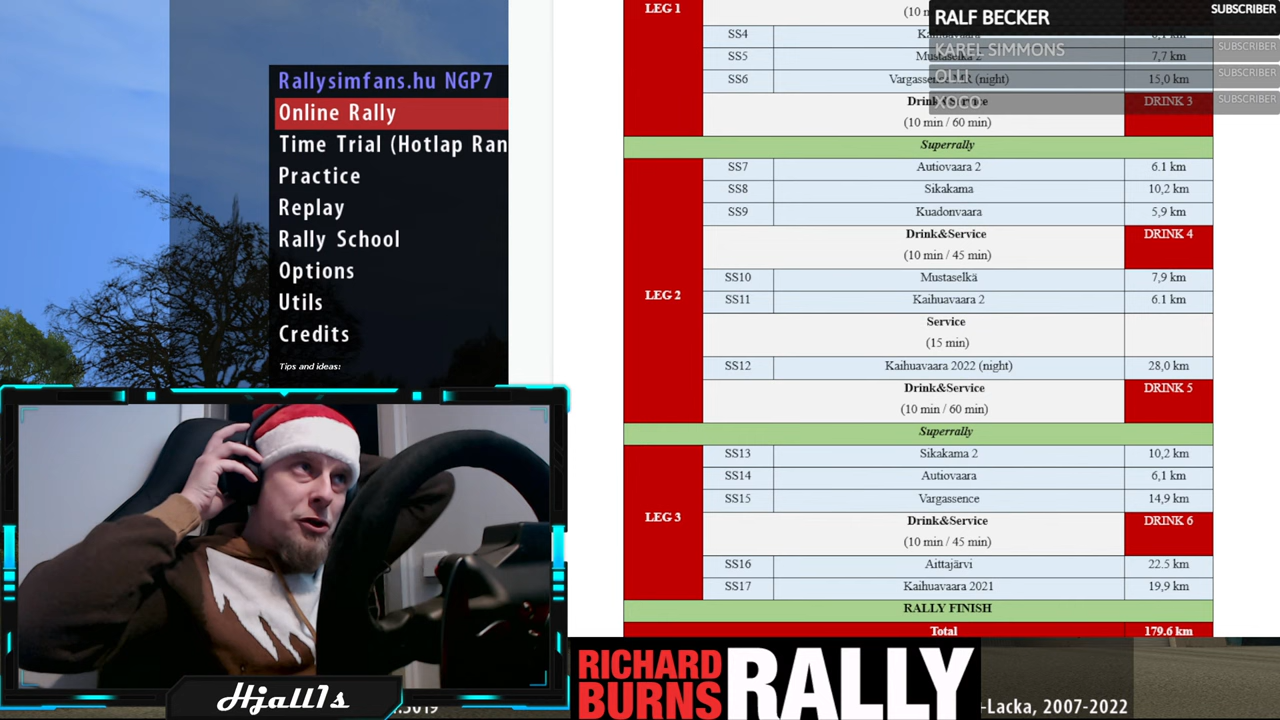 Rallysimfans.hu NGP7
Online Rally
Time Trial (Hotlap Ran
Practice
Replay
Rally School
Options
Utils
Credits
Tips and ideas:
LEG 1
(10
SS4
SS5 Mustaselkä 2 7,7 km
SS6 (night) 15,0 km
DRINK 3
(10 min / 60 min)
Superrally
LEG 2
SS7 Autiovaara 2 6.1 km
SS8 Sikakama 10,2 km
SS9 Kuadonvaara 5,9 km
Drink&Service DRINK 4
(10 min / 45 min)
SS10 Mustaselkä 7,9 km
SS11 Kaihuavaara 2 6.1 km
Service
(15 min)
SS12 Kaihuavaara 2022 (night) 28,0 km
Drink&Service DRINK 5
(10 min / 60 min)
Superrally
LEG 3
SS13 Sikakama 2 10,2 km
SS14 Autiovaara 6,1 km
SS15 Vargassence 14,9 km
Drink&Service DRINK 6
(10 min / 45 min)
SS16 Aittajärvi 22.5 km
SS17 Kaihuavaara 2021 19,9 km
RALLY FINISH
Total 179.6 km
RALF BECKER SUBSCRIBER
KAREL SIMMONS SUBSCRIBER
OLLI SUBSCRIBER
XOCO SUBSCRIBER
Hjall1s
RICHARD
BURNS
RALLY
-Lacka, 2007-2022